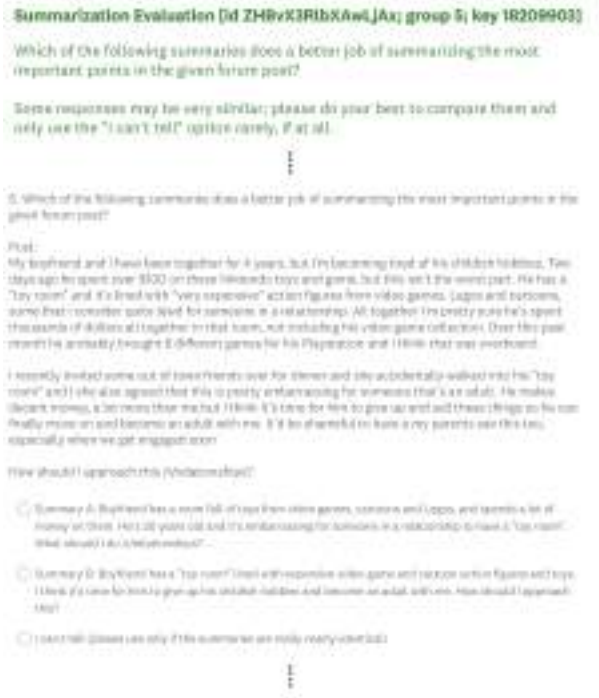 Summarization Evaluation [id ZHBvX3RlbXAwLjAx; group 5; key 18209903]
Which of the following summaries does a better job of summarizing the most
important points in the given forum post?
Some responses may be very similar; please do your best to compare them and
only use the "I can't tell" option rarely, if at all.
5. Which of the following summaries does a better job of summarizing the most important points in the
given forum post?
Post:
My boyfriend and I have been together for 4 years, but I'm becoming tired of his childish hobbies. Two
days ago he spent over $100 on these Nintendo toys and game, but this isn't the worst part. He has a
"toy room" and it's lined with "very expensive" action figures from video games, Legos and cartoons,
some that I consider quite for someone in a relationship. All together I'm pretty sure he's spent
thousands of dollars all together in that room, not including his video game collection. Over this past
month he probably brought 8 different games for his Playstation and I think that was overboard.
I recently invited some out of town friends over for dinner and she accidentally walked into his "toy
room" and she also agreed that this is pretty embarrassing for someone that's an adult. He makes
decent money, a lot more than me but I think it's time for him to give up and sell these things so he can
finally move on and become an adult with me. It'd be shameful to have a my parents see this too,
especially when we get engaged soon
How should I approach this /r/relationships?
Summary A: Boyfriend has a room full of toys from video games, cartoons and Legos, and spends a lot of
money on them. He's 28 years old and it's embarrassing for someone in a relationship to have a "toy room".
What should I do /r/relationships?
Summary B: Boyfriend has a "toy room" lined with expensive video game and cartoon action figures and toys.
I think it's time for him to give up his childish hobbies and become an adult with me. How should I approach
this?
I can't tell (please use only if the summaries are really nearly identical)